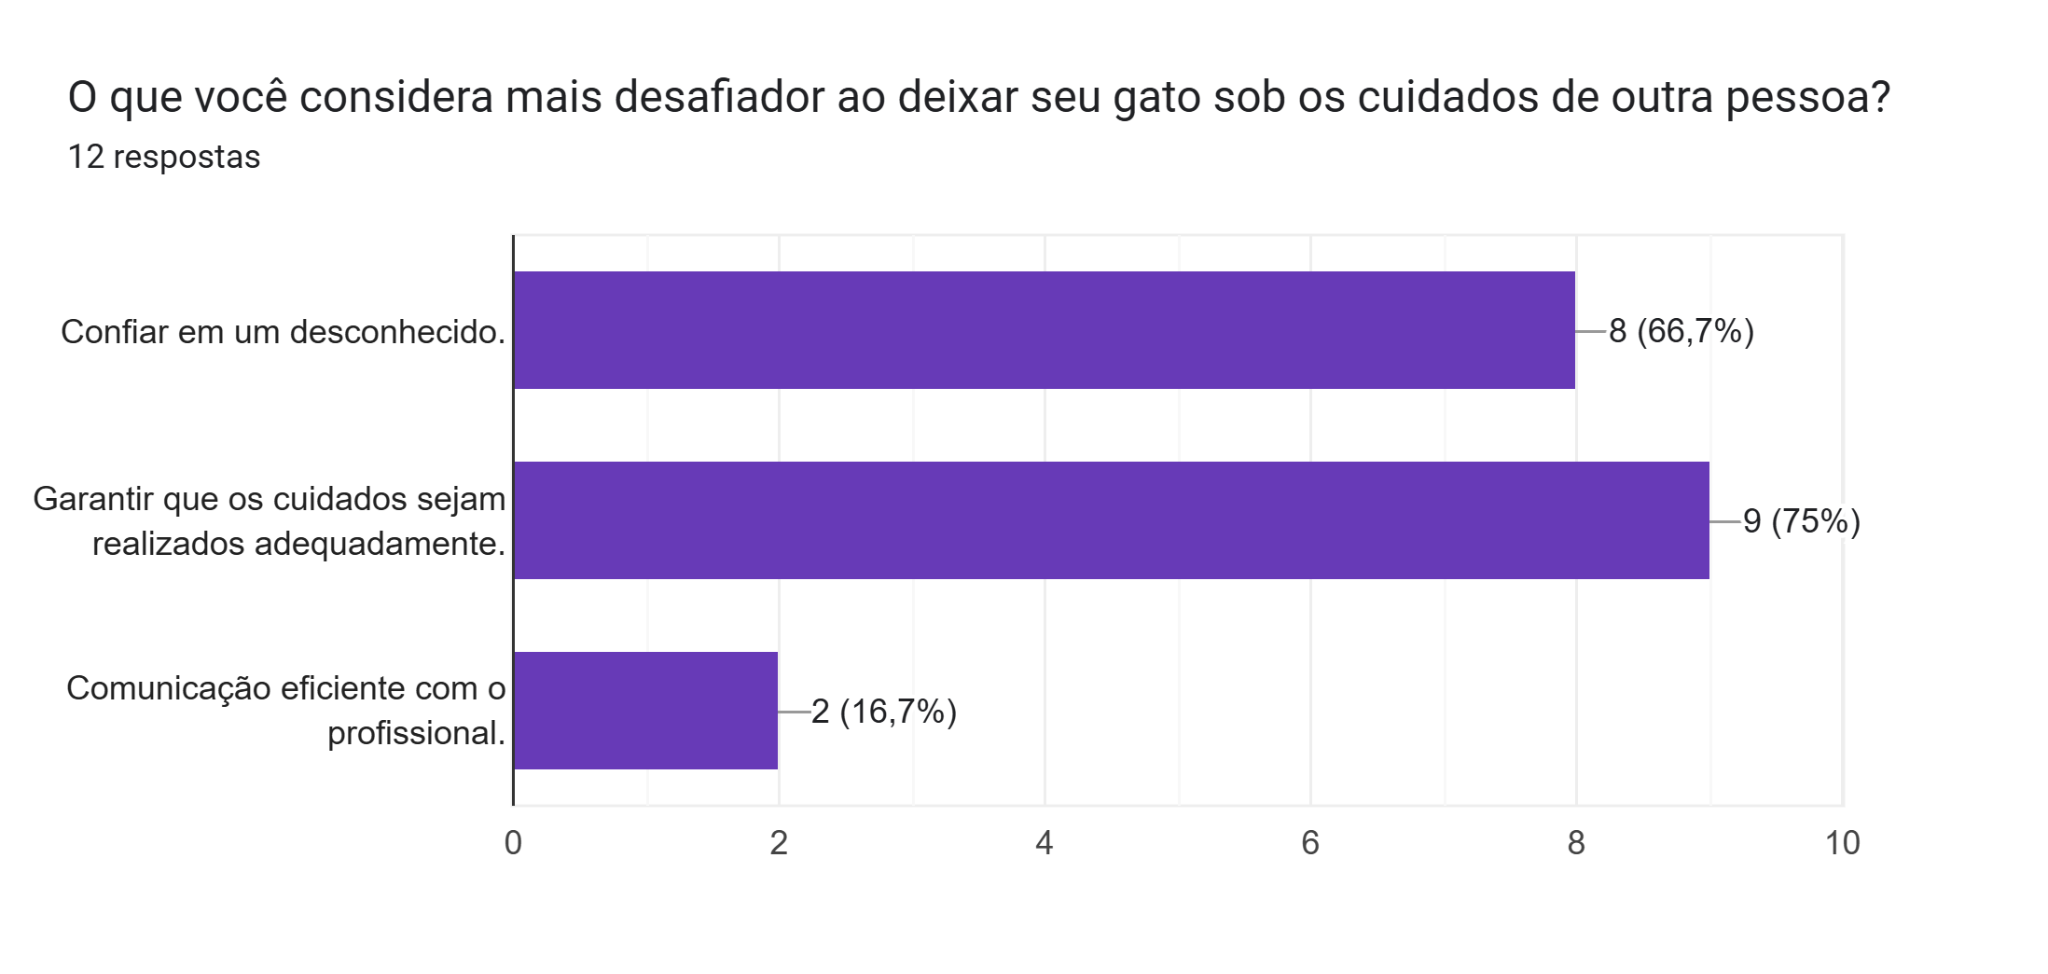 O que você considera mais desafiador ao deixar seu gato sob os cuidados de outra pessoa?
12 respostas
Confiar em um desconhecido.
8 (66,7%)
Garantir que os cuidados sejam
realizados adequadamente.
9 (75%)
Comunicação eficiente com o
profissional.
2 (16,7%)
0 2 4 6 8 10